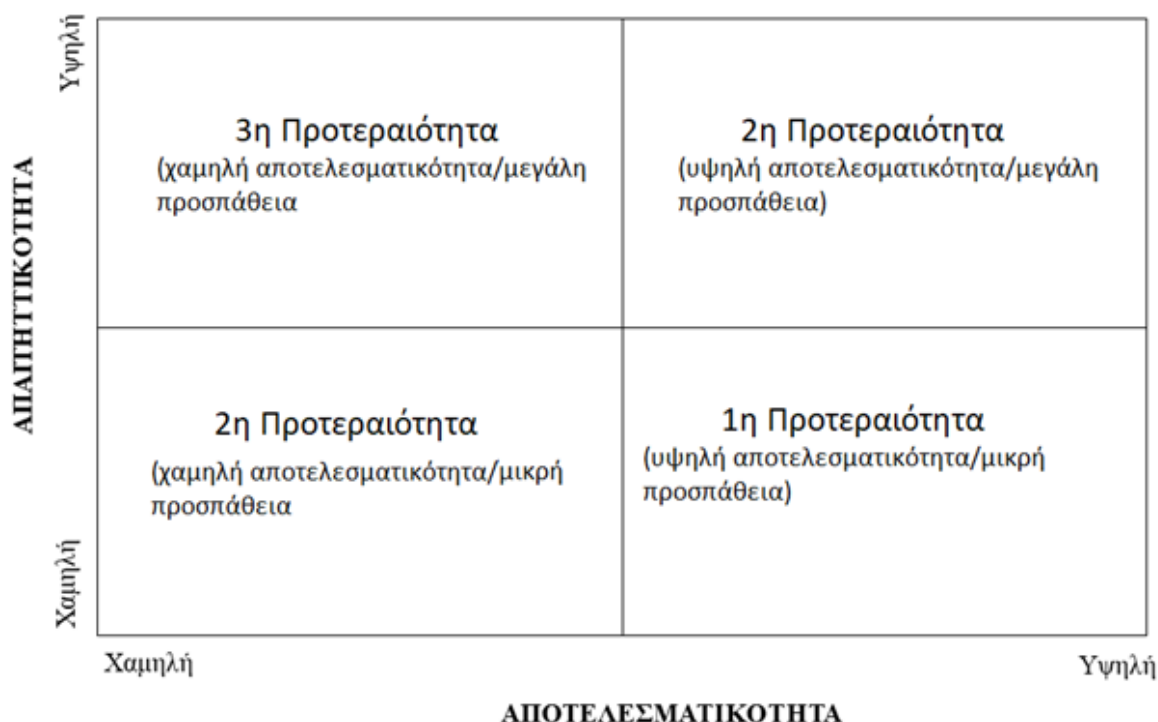 Υψηλή
3η Προτεραιότητα
(χαμηλή αποτελεσματικότητα/μεγάλη
προσπάθεια
2η Προτεραιότητα
(υψηλή αποτελεσματικότητα/μεγάλη
προσπάθεια)
ΑΠΑΙΤΗΤΤΙΚΟΤΗΤΑ
2η Προτεραιότητα
(χαμηλή αποτελεσματικότητα/μικρή
προσπάθεια
1η Προτεραιότητα
(υψηλή αποτελεσματικότητα/μικρή
προσπάθεια)
Χαμηλή
Χαμηλή
Υψηλή
ΑΠΟΤΕΛΕΣΜΑΤΙΚΟΤΗΤΑ